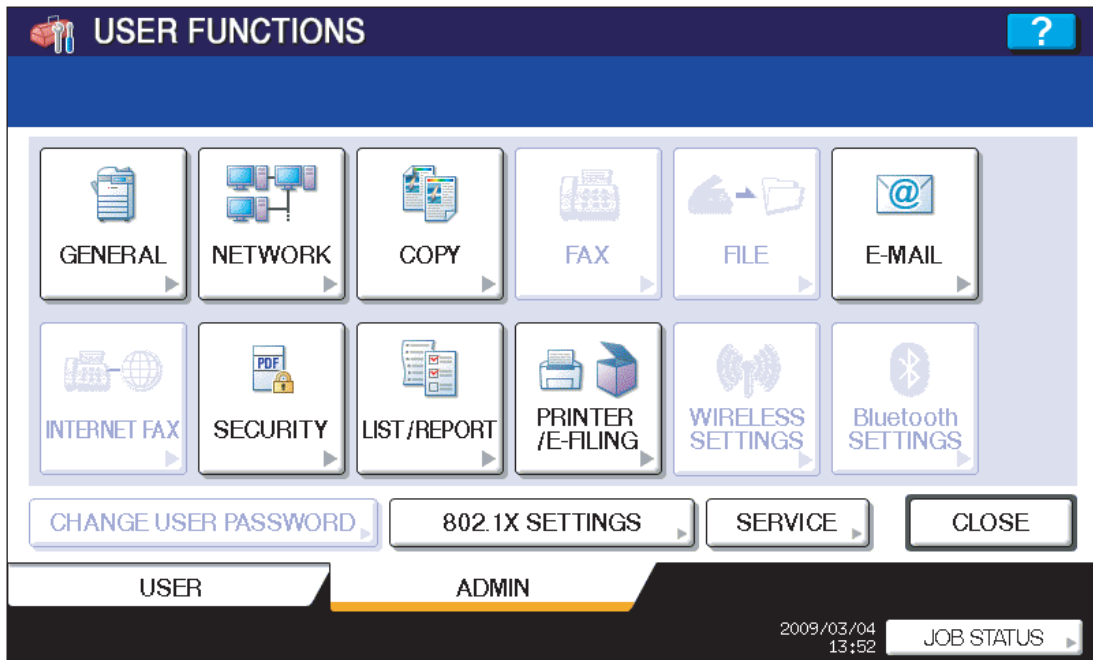 USER FUNCTIONS
?
GENERAL
NETWORK
COPY
FAX
FILE
@
E-MAIL
INTERNET FAX
PDF
SECURITY
LIST/REPORT
PRINTER
/E-FILING
WIRELESS
SETTINGS
Bluetooth
SETTINGS
CHANGE USER PASSWORD
802.1X SETTINGS
SERVICE
CLOSE
USER
ADMIN
2009/03/04
13:52
JOB STATUS